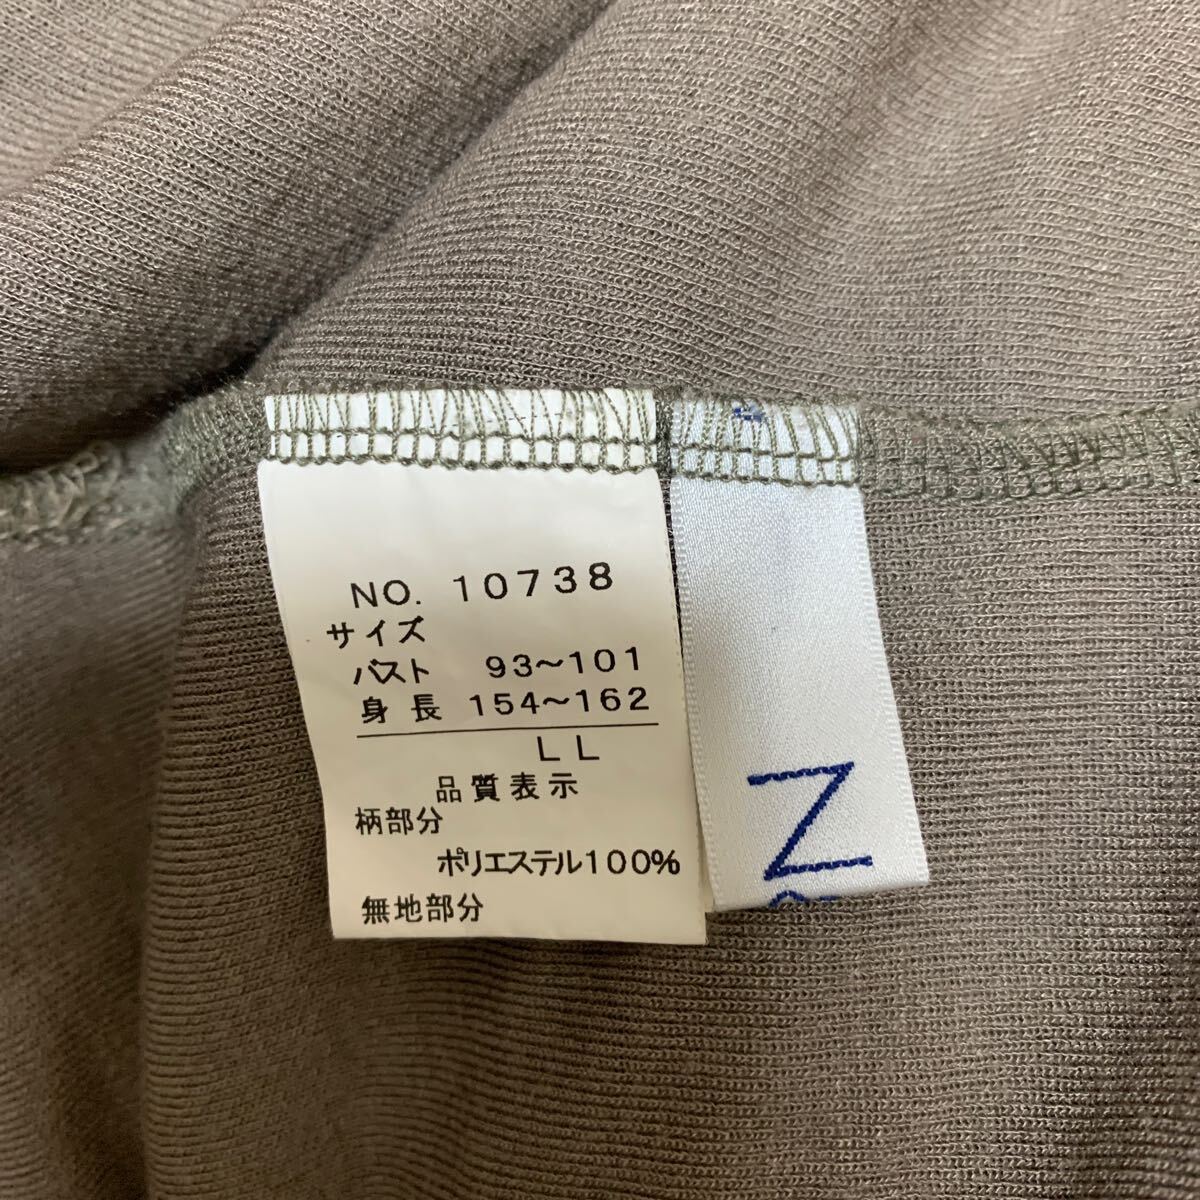 NO. 10738
サイズ
バスト 93～101
身長 154～162
LL
品質表示
柄部分
ポリエステル100%
無地部分
N